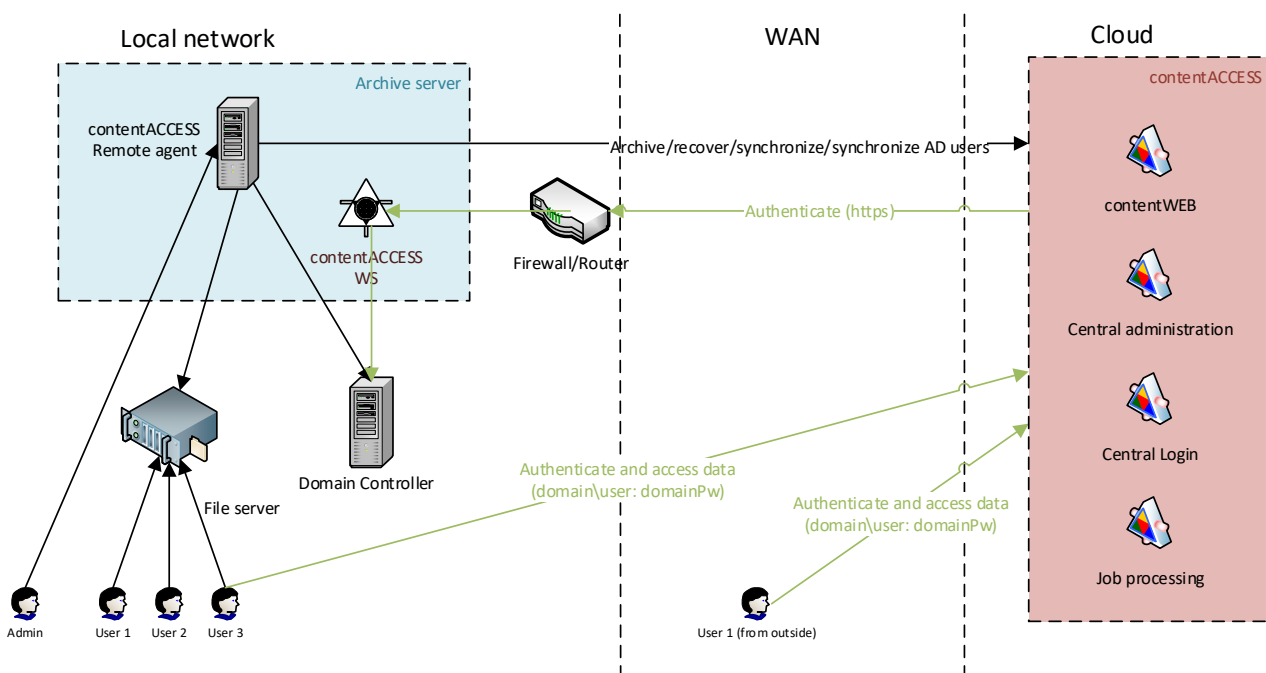 Local network
WAN
Cloud
Archive server
contentACCESS
contentACCESS
Remote agent
Archive/recover/synchronize/synchronize AD users
contentWEB
Authenticate (https)
contentACCESS
WS
Firewall/Router
Central administration
Central Login
Domain Controller
Authenticate and access data
(domain\user: domainPw)
File server
Authenticate and access data
(domain\user: domainPw)
Job processing
Admin
User 1
User 2
User 3
User 1 (from outside)